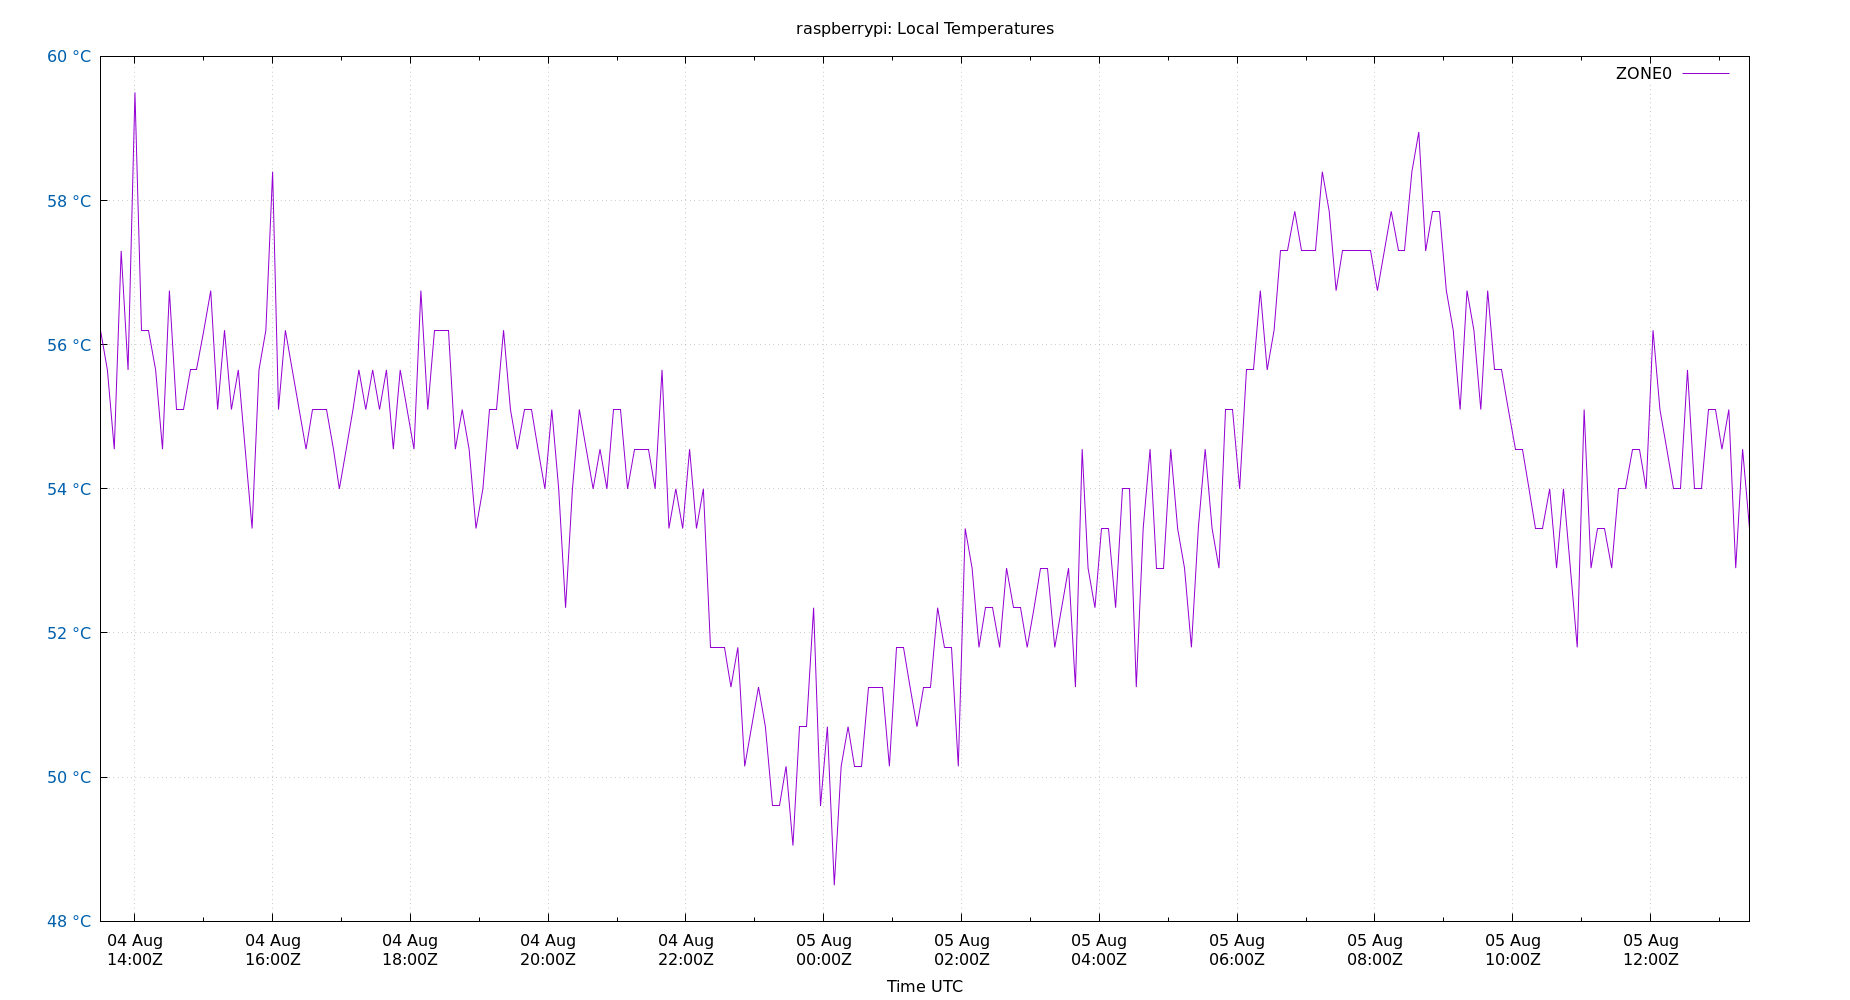 raspberrypi: Local Temperatures
60 °C
ZONE0
58 °C
56 °C
54 °C
52 °C
50 °C
48 °C
04 Aug 04 Aug 04 Aug 04 Aug 04 Aug 05 Aug 05 Aug 05 Aug 05 Aug 05 Aug 05 Aug 05 Aug
14:00Z 16:00Z 18:00Z 20:00Z 22:00Z 00:00Z 02:00Z 04:00Z 06:00Z 08:00Z 10:00Z 12:00Z
Time UTC